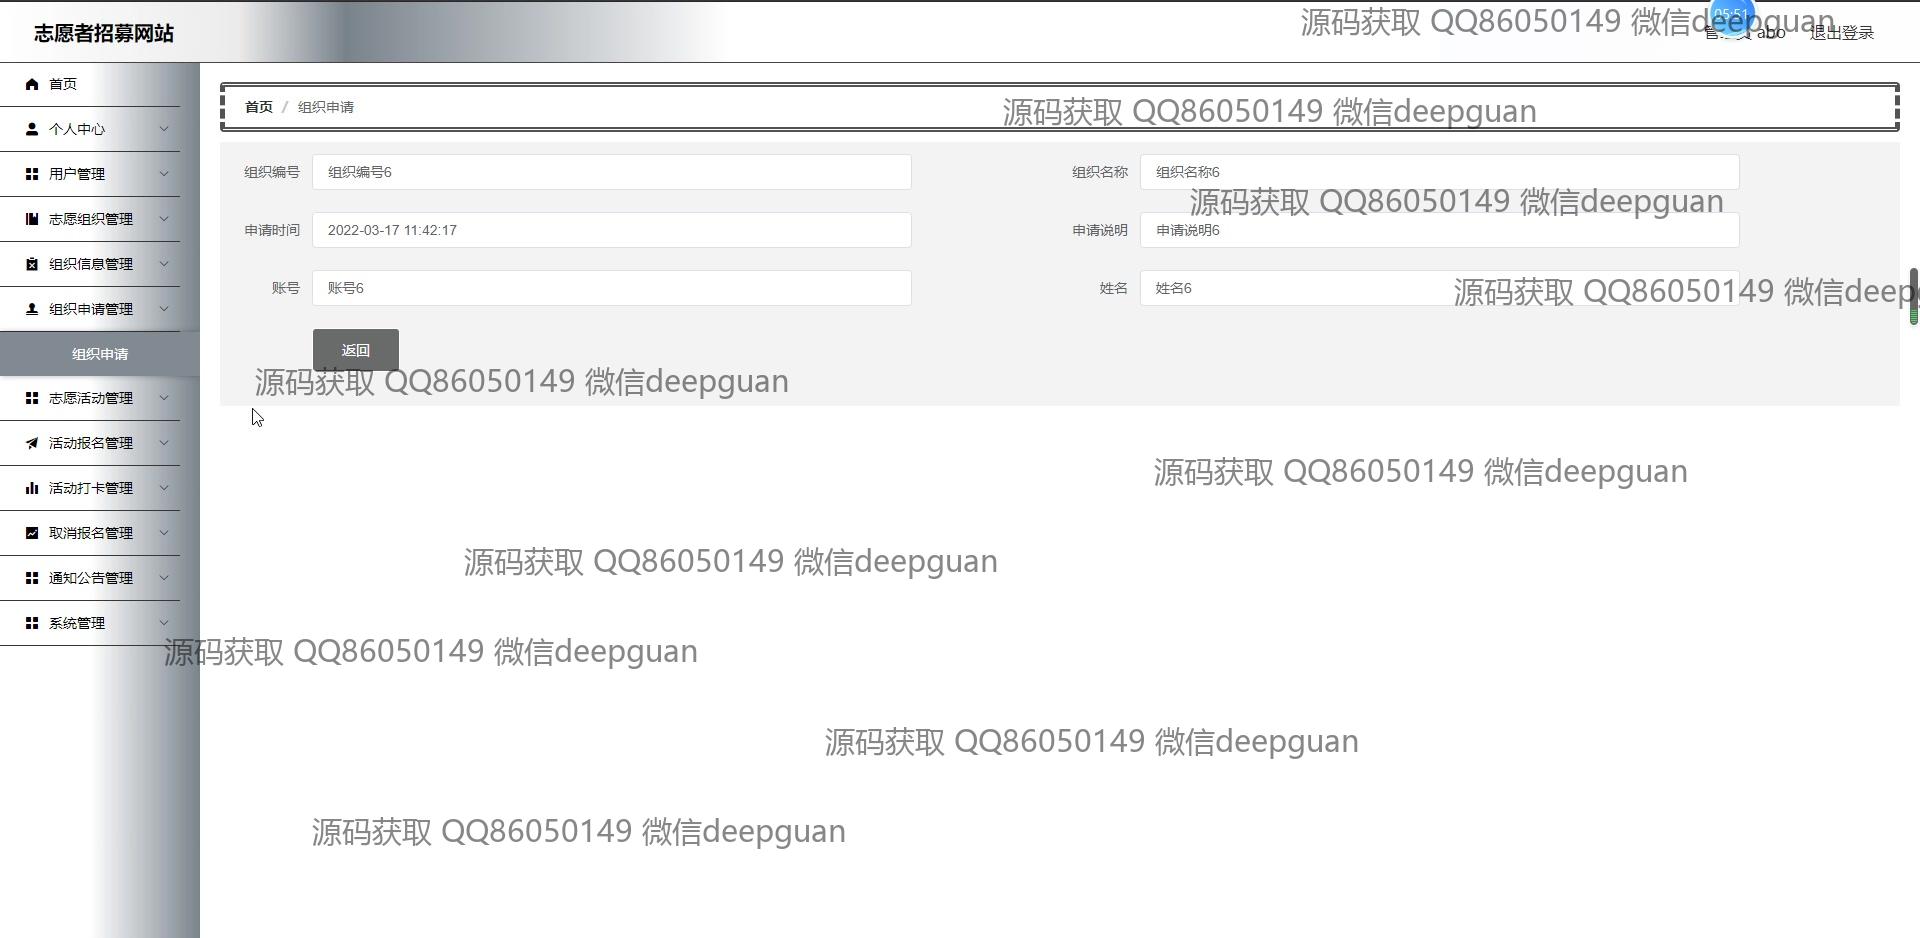 志愿者招募网站
源码获取 QQ86050149 微信deepguan
05:51
abo
退出登录
首页
个人中心
用户管理
志愿组织管理
组织信息管理
组织申请管理
组织申请
志愿活动管理
活动报名管理
活动打卡管理
取消报名管理
通知公告管理
系统管理
首页 / 组织申请
源码获取 QQ86050149 微信deepguan
组织编号 组织编号6 组织名称 组织名称6
源码获取 QQ86050149 微信deepguan
申请时间 2022-03-17 11:42:17 申请说明 申请说明6
账号 账号6 姓名 姓名6
源码获取 QQ86050149 微信deepg
返回
源码获取 QQ86050149 微信deepguan
源码获取 QQ86050149 微信deepguan
源码获取 QQ86050149 微信deepguan
源码获取 QQ86050149 微信deepguan
源码获取 QQ86050149 微信deepguan
源码获取 QQ86050149 微信deepguan